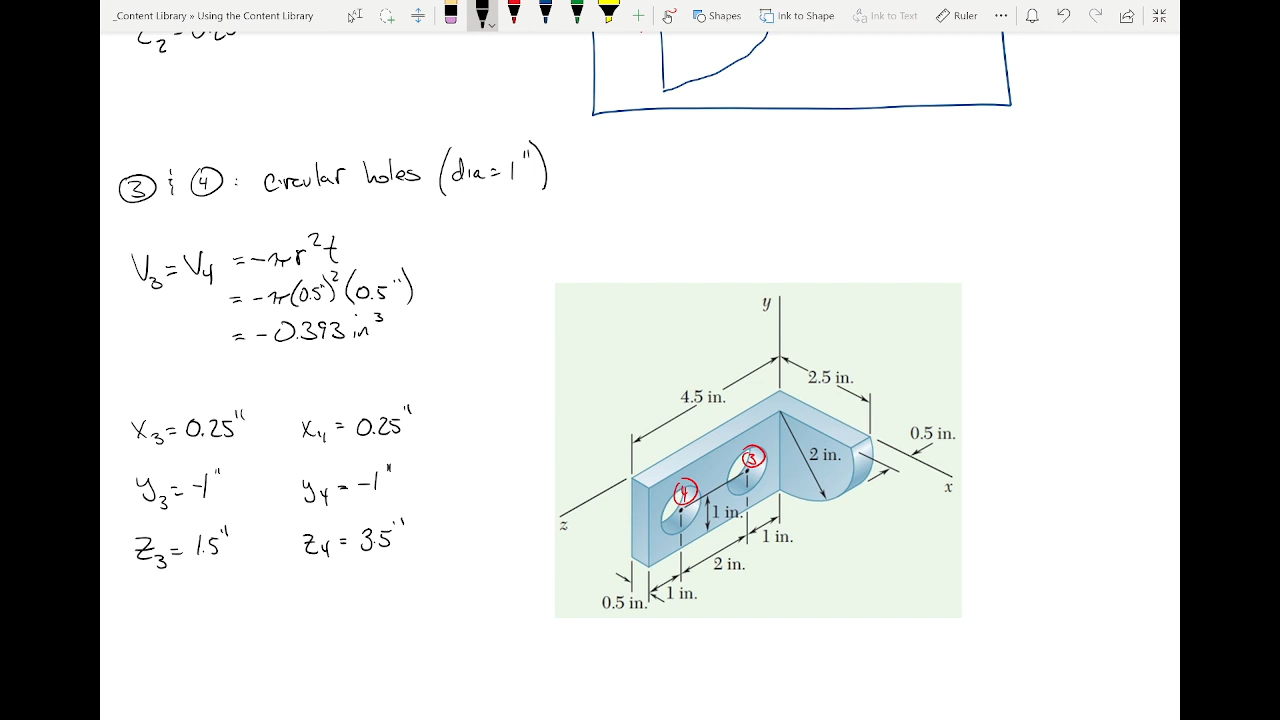 _Content Library » Using the Content Library
Shapes
Ink to Shape
Ink to Text
Ruler
③ & ④: circular holes (dia = 1")
V₃ = V₄ = -πr²t
= -π(0.5")²(0.5")
= -0.393 in³
X₃ = 0.25" X₄ = 0.25"
y₃ = -1" y₄ = -1"
Z₃ = 1.5" Z₄ = 3.5"
y
2.5 in.
4.5 in.
0.5 in.
2 in.
x
3
4
z
1 in.
1 in.
2 in.
1 in.
0.5 in.